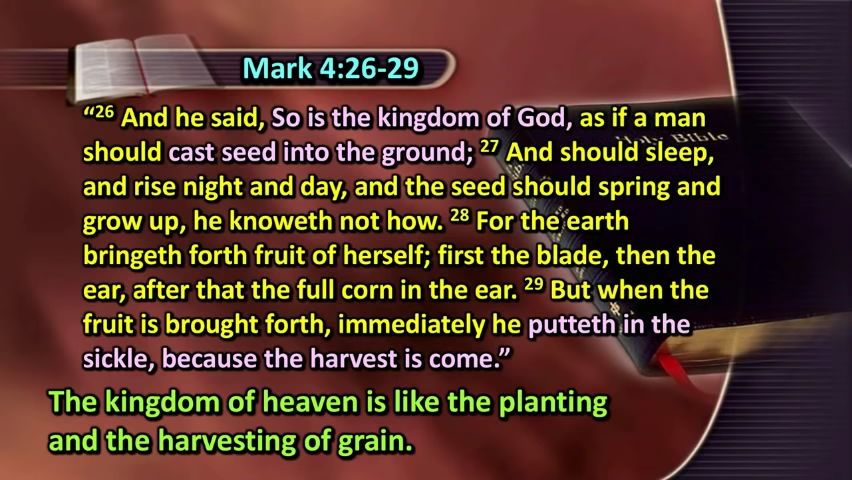 Mark 4:26-29
Holy Bible
“26 And he said, So is the kingdom of God, as if a man
should cast seed into the ground; 27 And should sleep,
and rise night and day, and the seed should spring and
grow up, he knoweth not how. 28 For the earth
bringeth forth fruit of herself; first the blade, then the
ear, after that the full corn in the ear. 29 But when the
fruit is brought forth, immediately he putteth in the
sickle, because the harvest is come.”
The kingdom of heaven is like the planting
and the harvesting of grain.